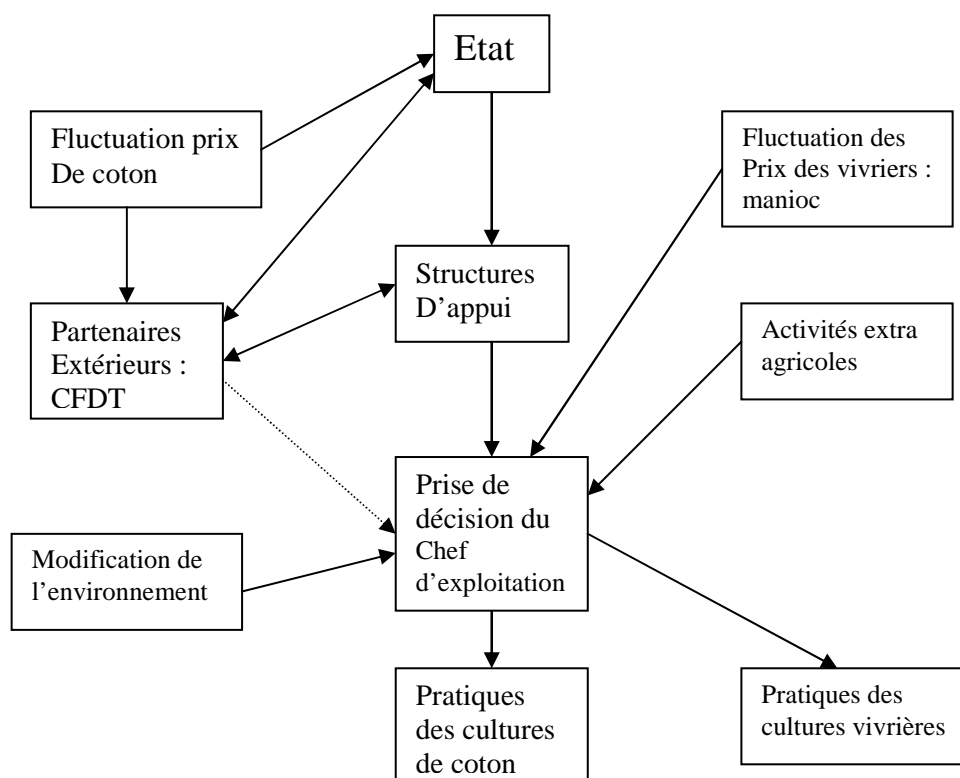 Etat
Fluctuation prix
De coton
Fluctuation des
Prix des vivriers :
manioc
Structures
D’appui
Partenaires
Extérieurs :
CFDT
Activités extra
agricoles
Prise de
décision du
Chef
d’exploitation
Modification de
l’environnement
Pratiques
des cultures
de coton
Pratiques des
cultures vivrières